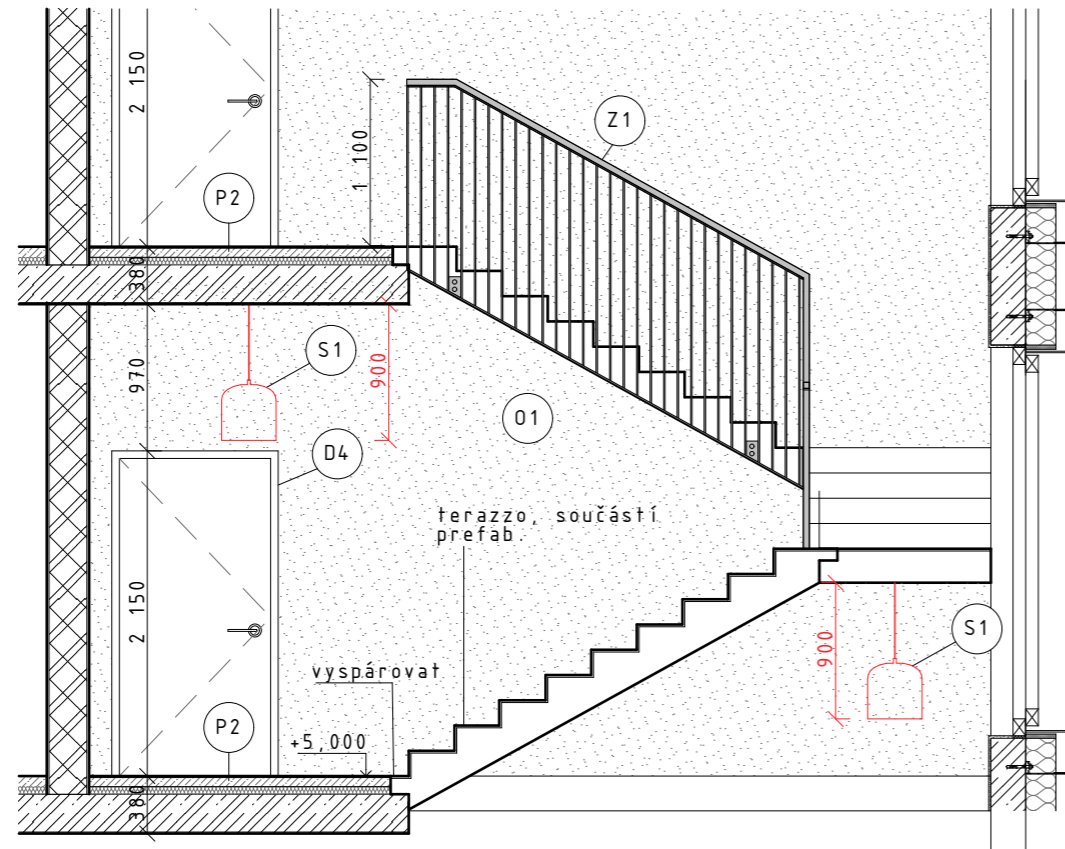 2 150
Z1
1 100
P2
380
S1
970
900
O1
D4
terazzo, součástí
prefab.
2 150
S1
900
vyspárovat
P2
+5,000
380